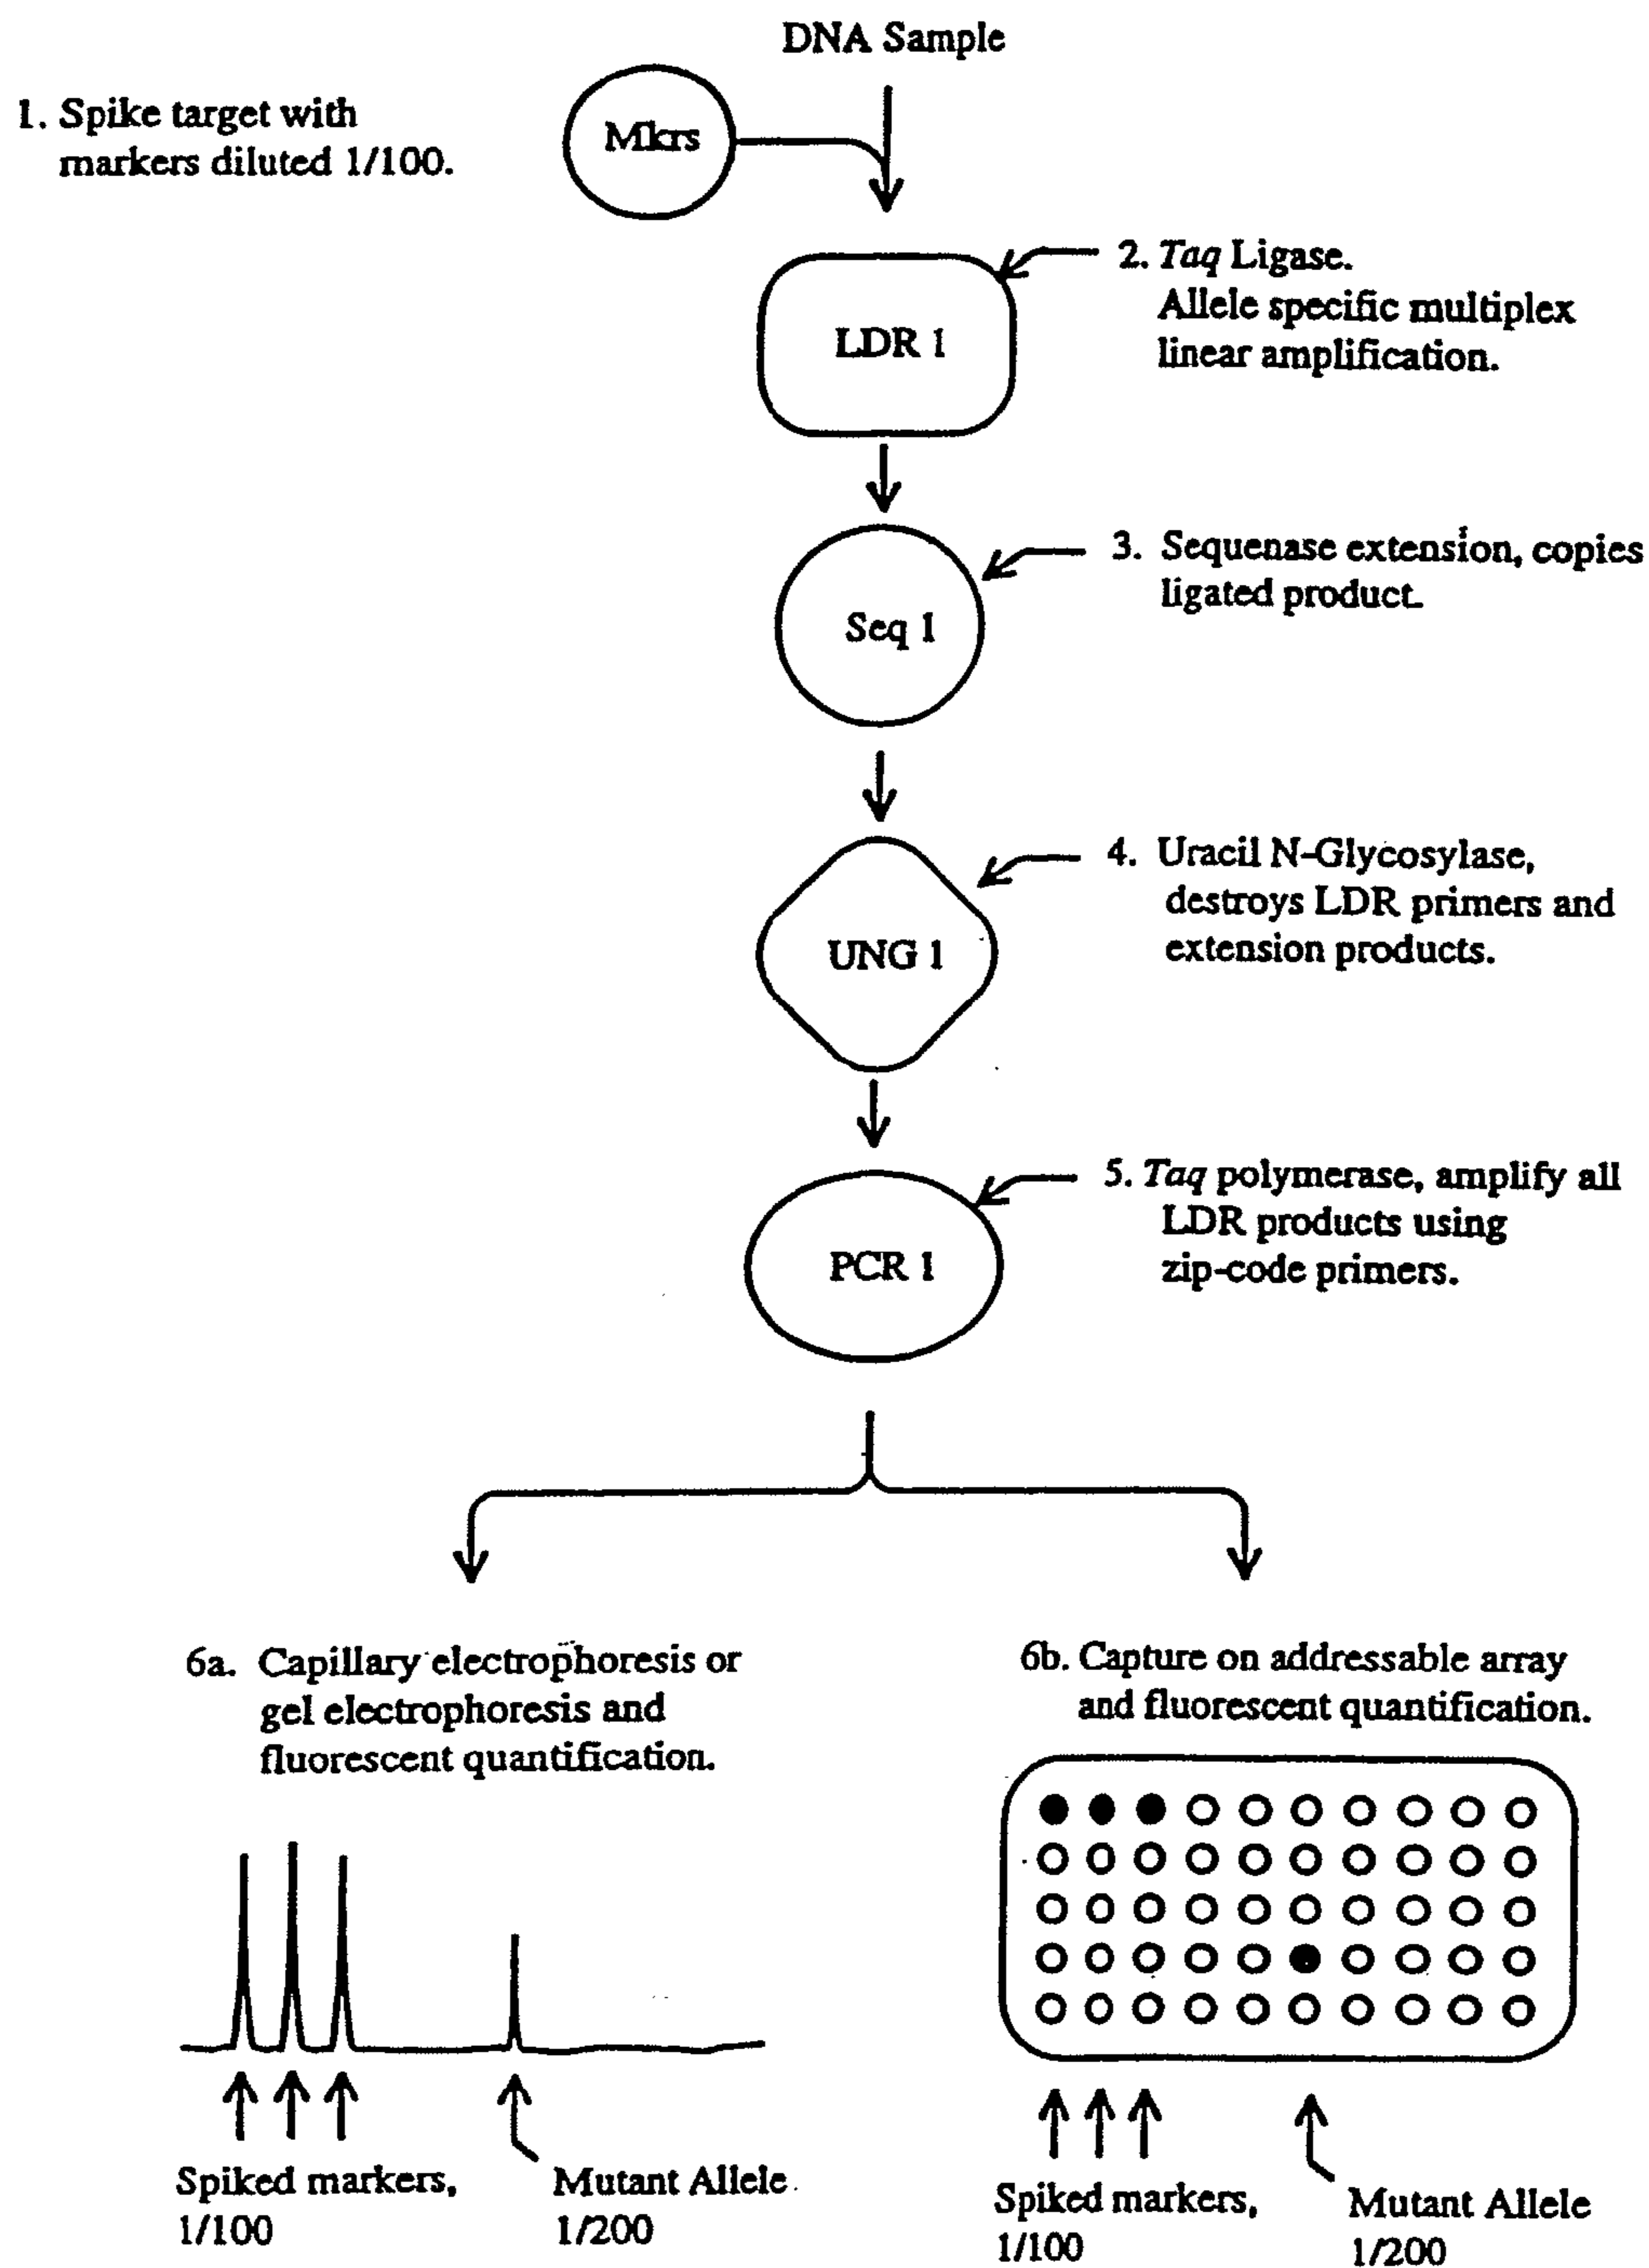 DNA Sample
1. Spike target with
markers diluted 1/100.
Mkrs
2. Taq Ligase.
Allele specific multiplex
linear amplification.
LDR 1
3. Sequenase extension, copies
ligated product.
Seq 1
4. Uracil N-Glycosylase,
destroys LDR primers and
extension products.
UNG 1
5. Taq polymerase, amplify all
LDR products using
zip-code primers.
PCR 1
6a. Capillary electrophoresis or
gel electrophoresis and
fluorescent quantification.
6b. Capture on addressable array
and fluorescent quantification.
Spiked markers,
1/100
Mutant Allele
1/200
Spiked markers,
1/100
Mutant Allele
1/200